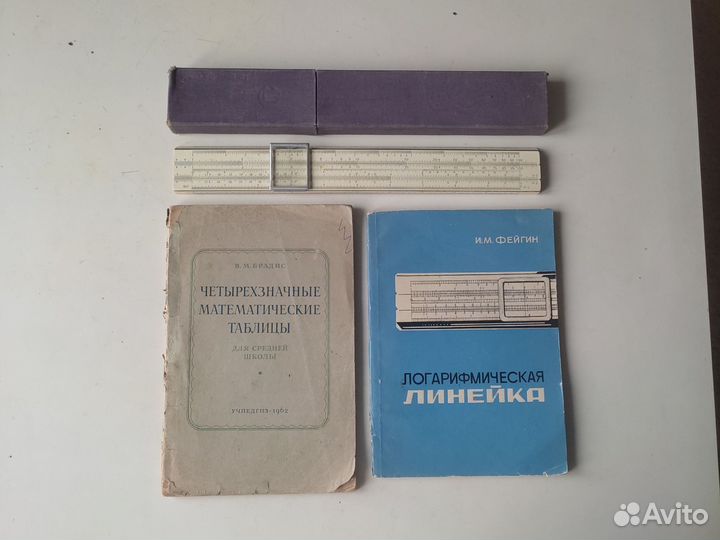 В. М. БРАДИС
ЧЕТЫРЕХЗНАЧНЫЕ
МАТЕМАТИЧЕСКИЕ
ТАБЛИЦЫ
ДЛЯ СРЕДНЕЙ
ШКОЛЫ
УЧПЕДГИЗ-1962
И.М. ФЕЙГИН
ЛОГАРИФМИЧЕСКАЯ
ЛИНЕЙКА
Avito